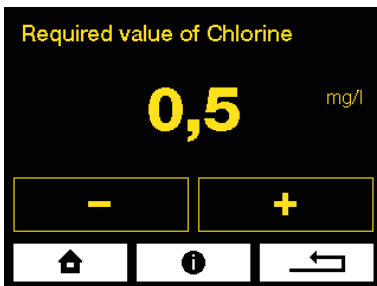 Required value of Chlorine
0,5 mg/l
- +